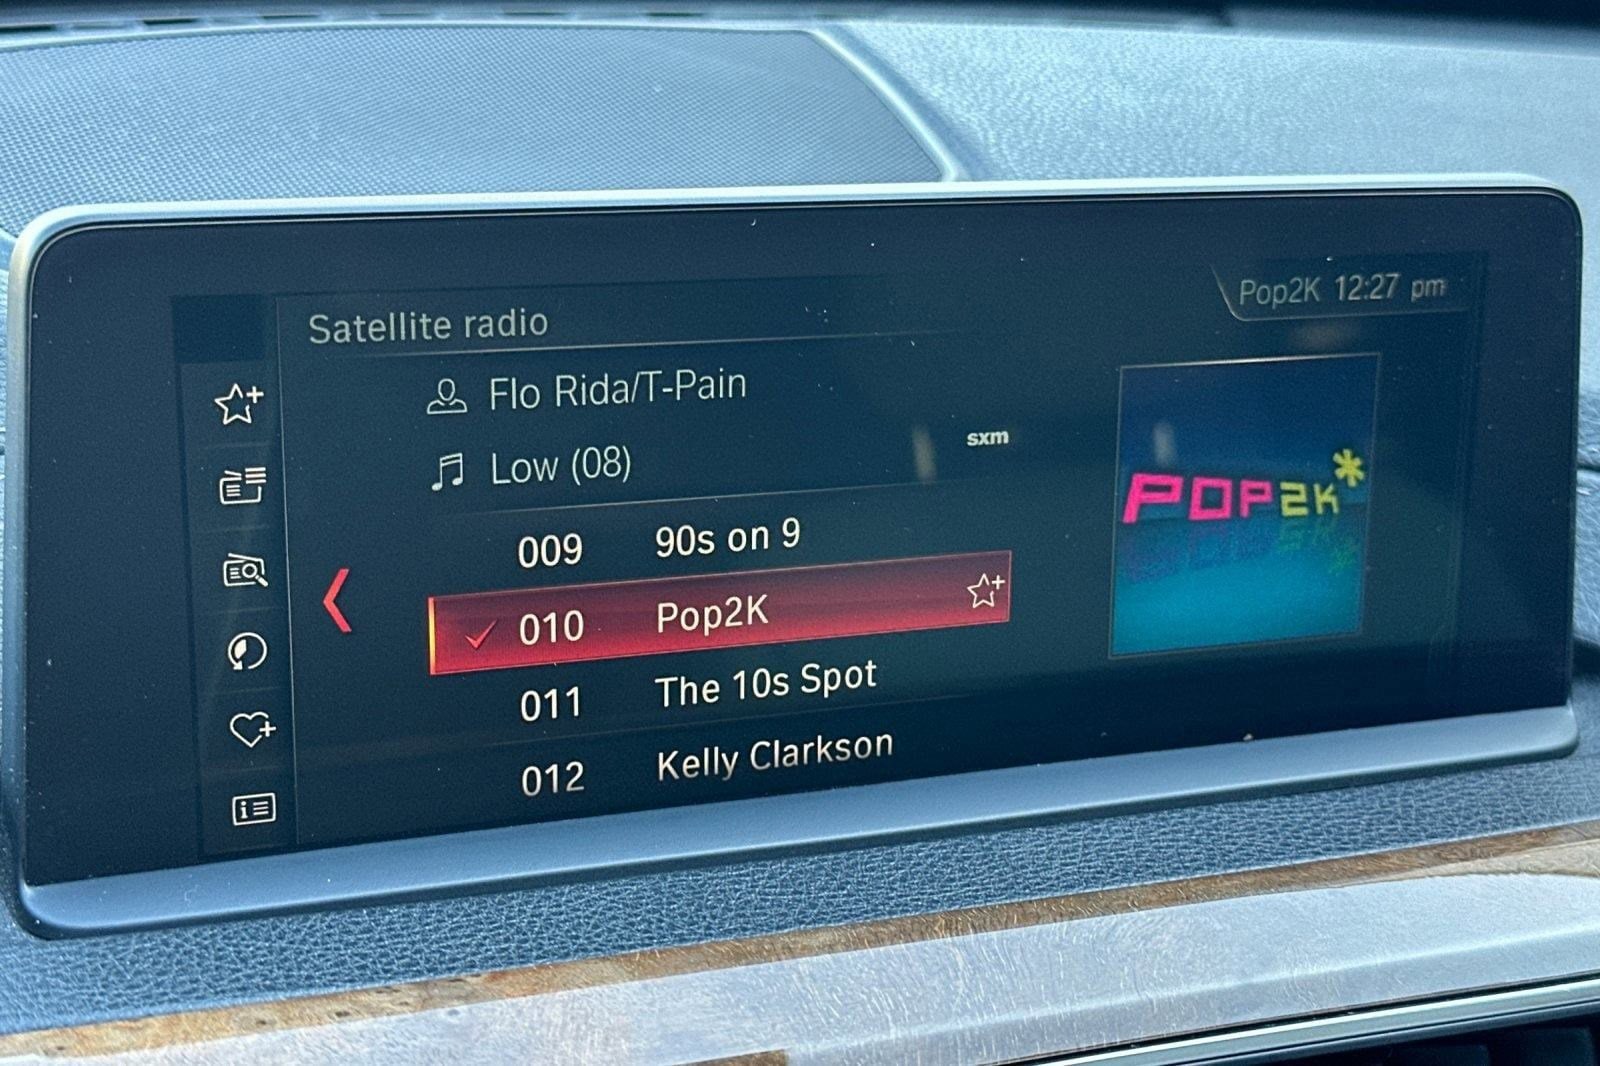 Pop2K 12:27 pm
Satellite radio
Flo Rida/T-Pain
Low (08)
sxm
009 90s on 9
010 Pop2K
011 The 10s Spot
012 Kelly Clarkson
POP2K*